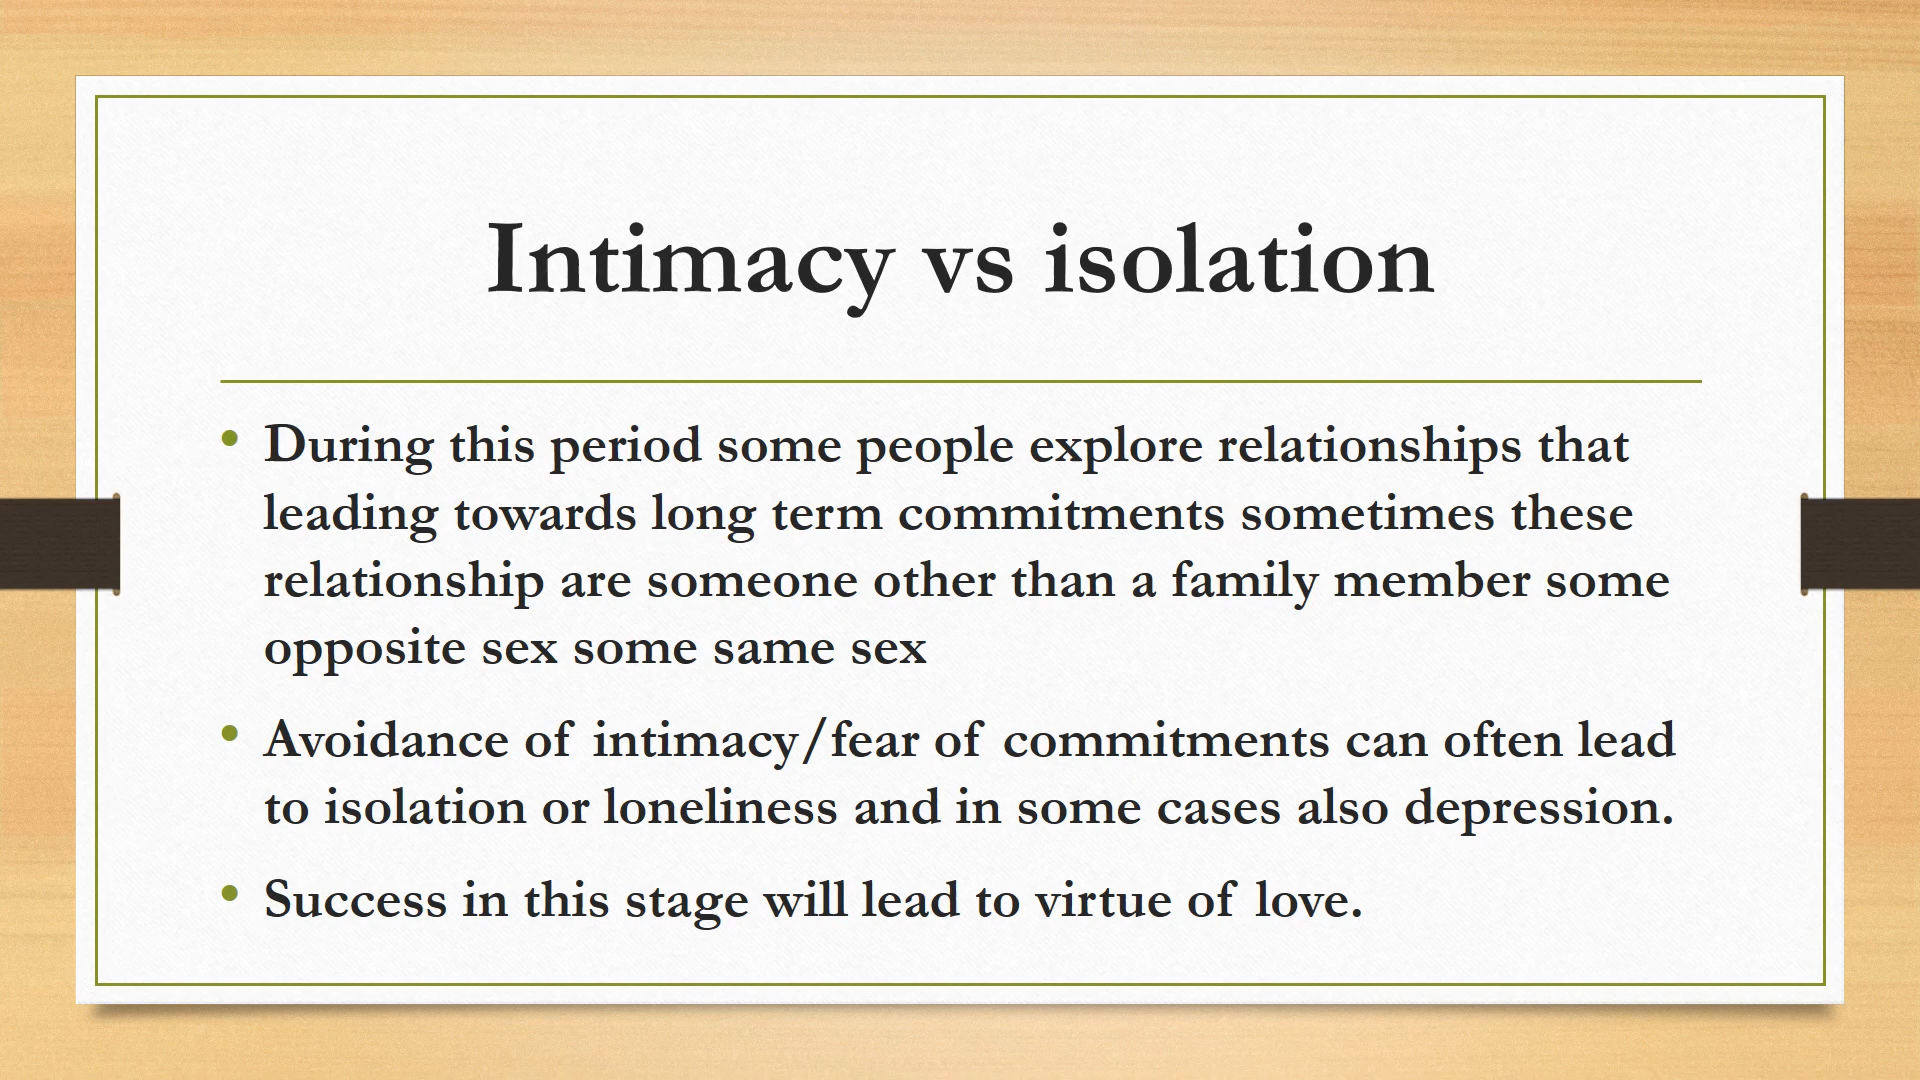 Intimacy vs isolation
• During this period some people explore relationships that
leading towards long term commitments sometimes these
relationship are someone other than a family member some
opposite sex some same sex
• Avoidance of intimacy/fear of commitments can often lead
to isolation or loneliness and in some cases also depression.
• Success in this stage will lead to virtue of love.